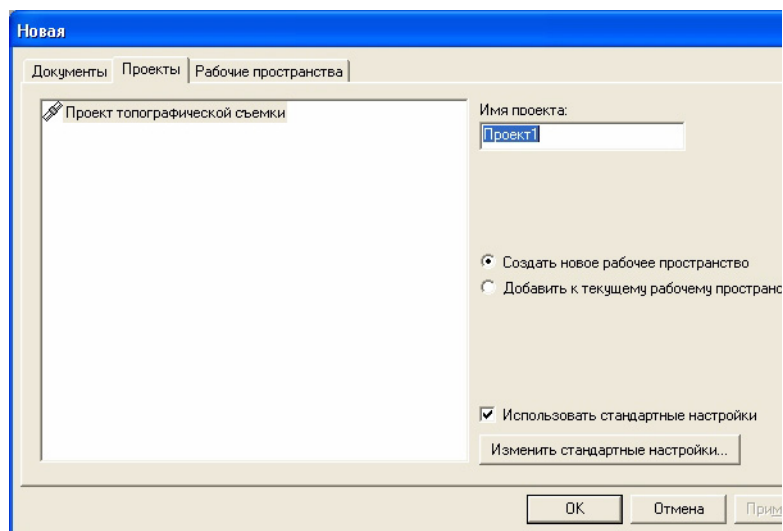 Новая
Документы Проекты Рабочие пространства
Проект топографической съемки
Имя проекта:
Проект1
Создать новое рабочее пространство
Добавить к текущему рабочему
Использовать стандартные настройки
Изменить стандартные настройки...
OK Отмена